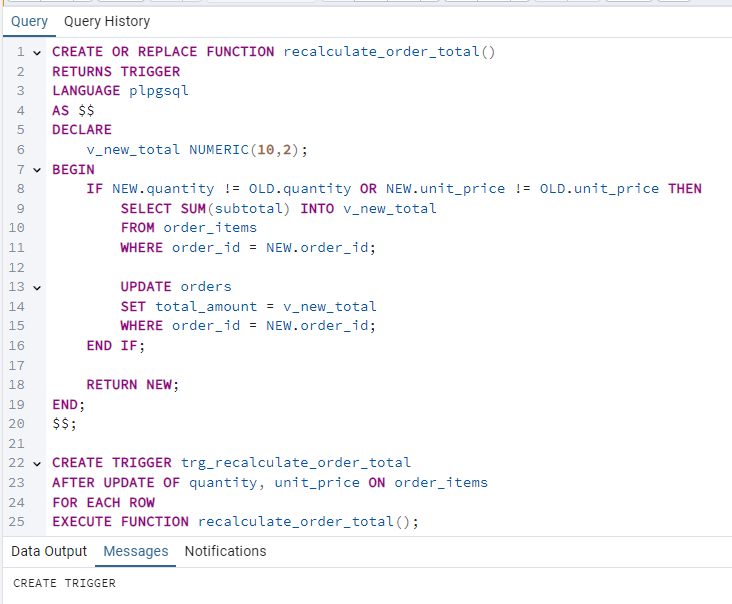 Query Query History
1 CREATE OR REPLACE FUNCTION recalculate_order_total()
2 RETURNS TRIGGER
3 LANGUAGE plpgsql
4 AS $$
5 DECLARE
6     v_new_total NUMERIC(10,2);
7 BEGIN
8     IF NEW.quantity != OLD.quantity OR NEW.unit_price != OLD.unit_price THEN
9         SELECT SUM(subtotal) INTO v_new_total
10         FROM order_items
11         WHERE order_id = NEW.order_id;
12
13         UPDATE orders
14         SET total_amount = v_new_total
15         WHERE order_id = NEW.order_id;
16     END IF;
17
18     RETURN NEW;
19 END;
20 $$;
21
22 CREATE TRIGGER trg_recalculate_order_total
23 AFTER UPDATE OF quantity, unit_price ON order_items
24 FOR EACH ROW
25 EXECUTE FUNCTION recalculate_order_total();
Data Output Messages Notifications
CREATE TRIGGER